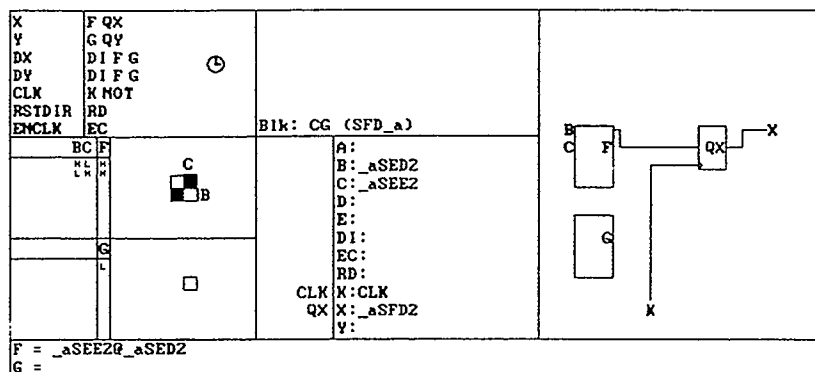 X F QX
Y G QY
DX DI F G
DY DI F G
CLK K NOT
RSTDIR RD
ENCLK EC
Blk: CG (SFD_a)
BC F
H L H
L H H
C
B
G
L
A:
B:_aSED2
C:_aSEE2
D:
E:
DI:
EC:
RD:
CLK K:CLK
QX X:_aSFD2
Y:
B
C F
QX
X
G
K
F = _aSEE2@_aSED2
G =